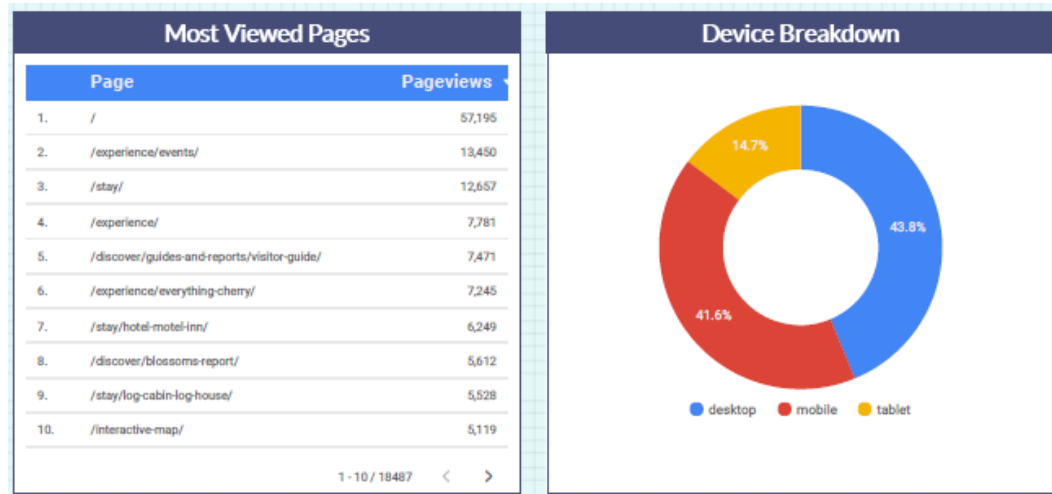 Most Viewed Pages
Page Pageviews
1. / 57,195
2. /experience/events/ 13,450
3. /stay/ 12,657
4. /experience/ 7,781
5. /discover/guides-and-reports/visitor-guide/ 7,471
6. /experience/everything-cherry/ 7,245
7. /stay/hotel-motel-inn/ 6,249
8. /discover/blossoms-report/ 5,612
9. /stay/log-cabin-log-house/ 5,528
10. /interactive-map/ 5,119
1 - 10 / 18487
Device Breakdown
14.7%
43.8%
41.6%
desktop mobile tablet